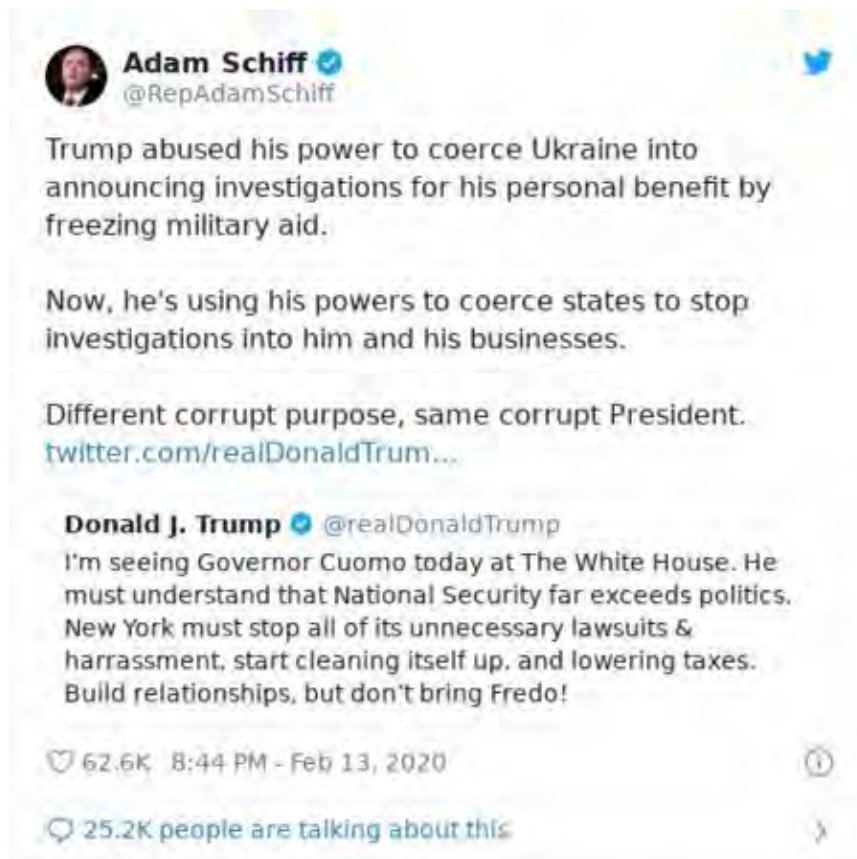 Adam Schiff
@RepAdamSchiff
Trump abused his power to coerce Ukraine into
announcing investigations for his personal benefit by
freezing military aid.
Now, he's using his powers to coerce states to stop
investigations into him and his businesses.
Different corrupt purpose, same corrupt President.
twitter.com/realDonaldTrum...
Donald J. Trump @realDonaldTrump
I'm seeing Governor Cuomo today at The White House. He
must understand that National Security far exceeds politics.
New York must stop all of its unnecessary lawsuits &
harrassment, start cleaning itself up, and lowering taxes.
Build relationships, but don't bring Fredo!
62.6K 8:44 PM - Feb 13, 2020
25.2K people are talking about this